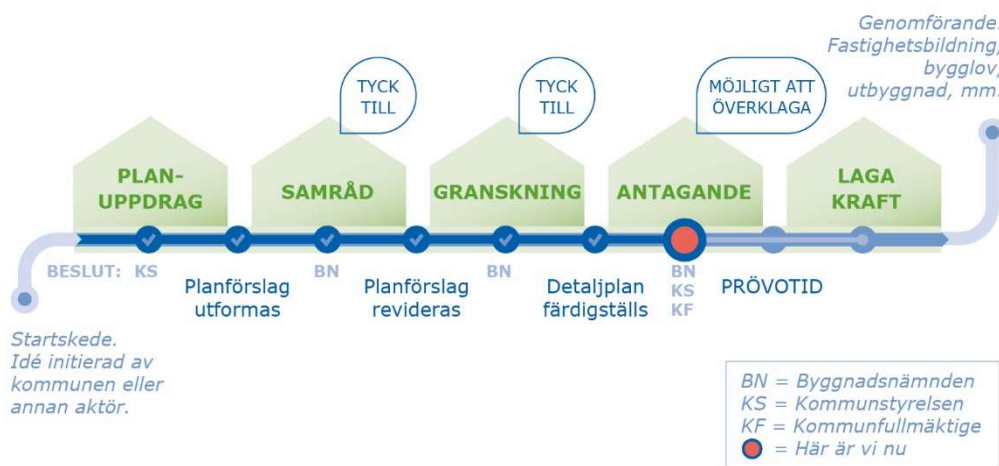 Genomförande.
Fastighetsbildning,
bygglov,
utbyggnad, mm.
TYCK
TILL
TYCK
TILL
MÖJLIGT ATT
ÖVERKLAGA
PLAN-
UPPDRAG
SAMRÅD
GRANSKNING
ANTAGANDE
LAGA
KRAFT
BESLUT: KS
Planförslag
utformas
BN
Planförslag
revideras
BN
Detaljplan
färdigställs
BN
KS
KF
PRÖVOTID
Startskede.
Idé initierad av
kommunen eller
annan aktör.
BN = Byggnadsnämnden
KS = Kommunstyrelsen
KF = Kommunfullmäktige
= Här är vi nu